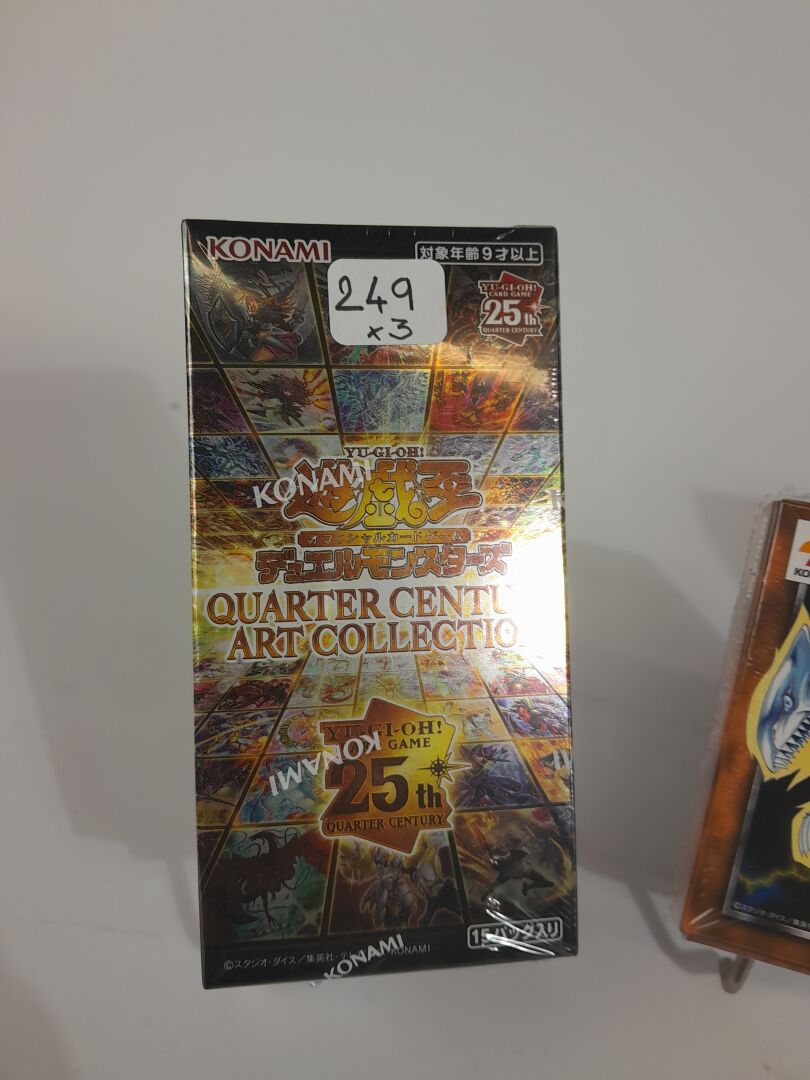 KONAMI
対象年齢9才以上
249
x3
YU-GI-OH!
CARD GAME
25th
QUARTER CENTURY
YU-GI-OH!
KONAMI
遊戯王
オフィシャルカードゲーム
デュエルモンスターズ
QUARTER CENTU
ART COLLECTIO
YU-GI-OH!
GAME
KONAMI
25th
QUARTER CENTURY
15パック入り
©スタジオ・ダイス/集英社・テレ
KONAMI
KONAMI